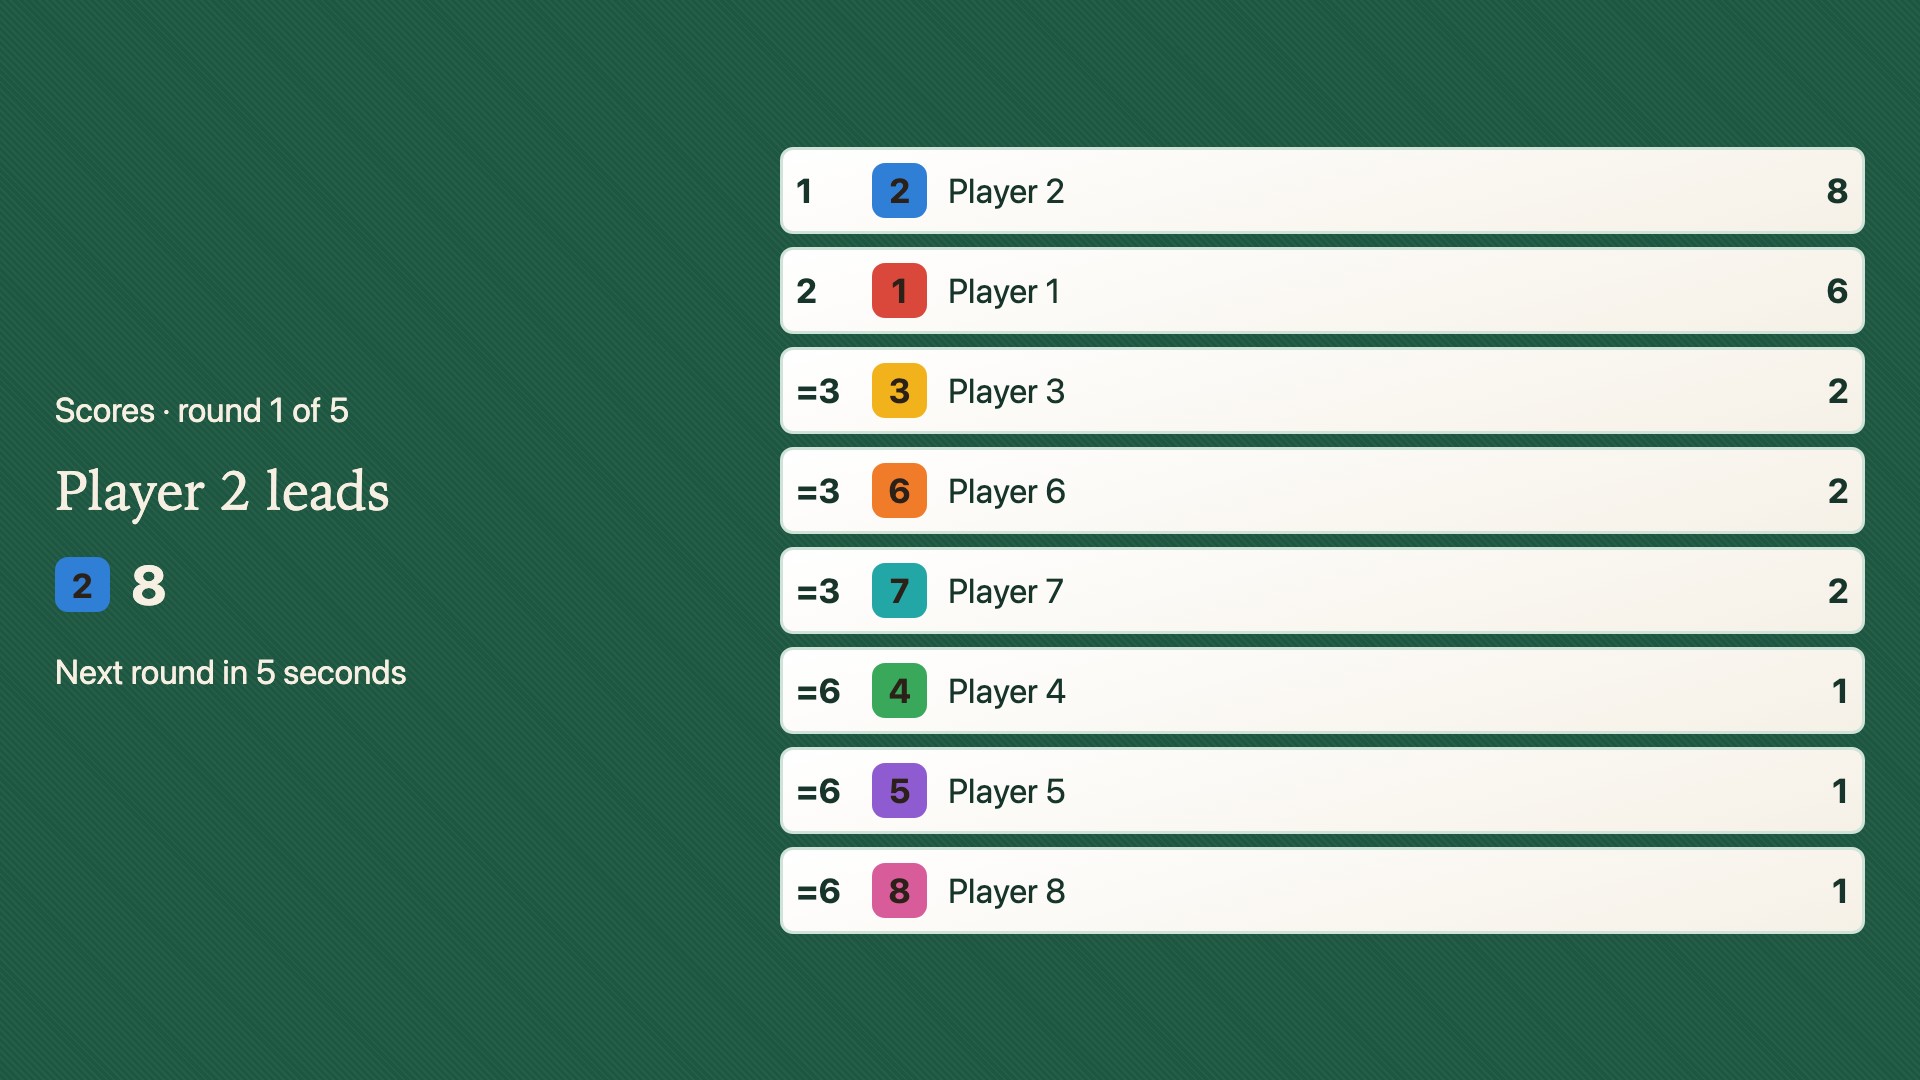 Scores · round 1 of 5
Player 2 leads
2 8
Next round in 5 seconds
1 2 Player 2 8
2 1 Player 1 6
=3 3 Player 3 2
=3 6 Player 6 2
=3 7 Player 7 2
=6 4 Player 4 1
=6 5 Player 5 1
=6 8 Player 8 1